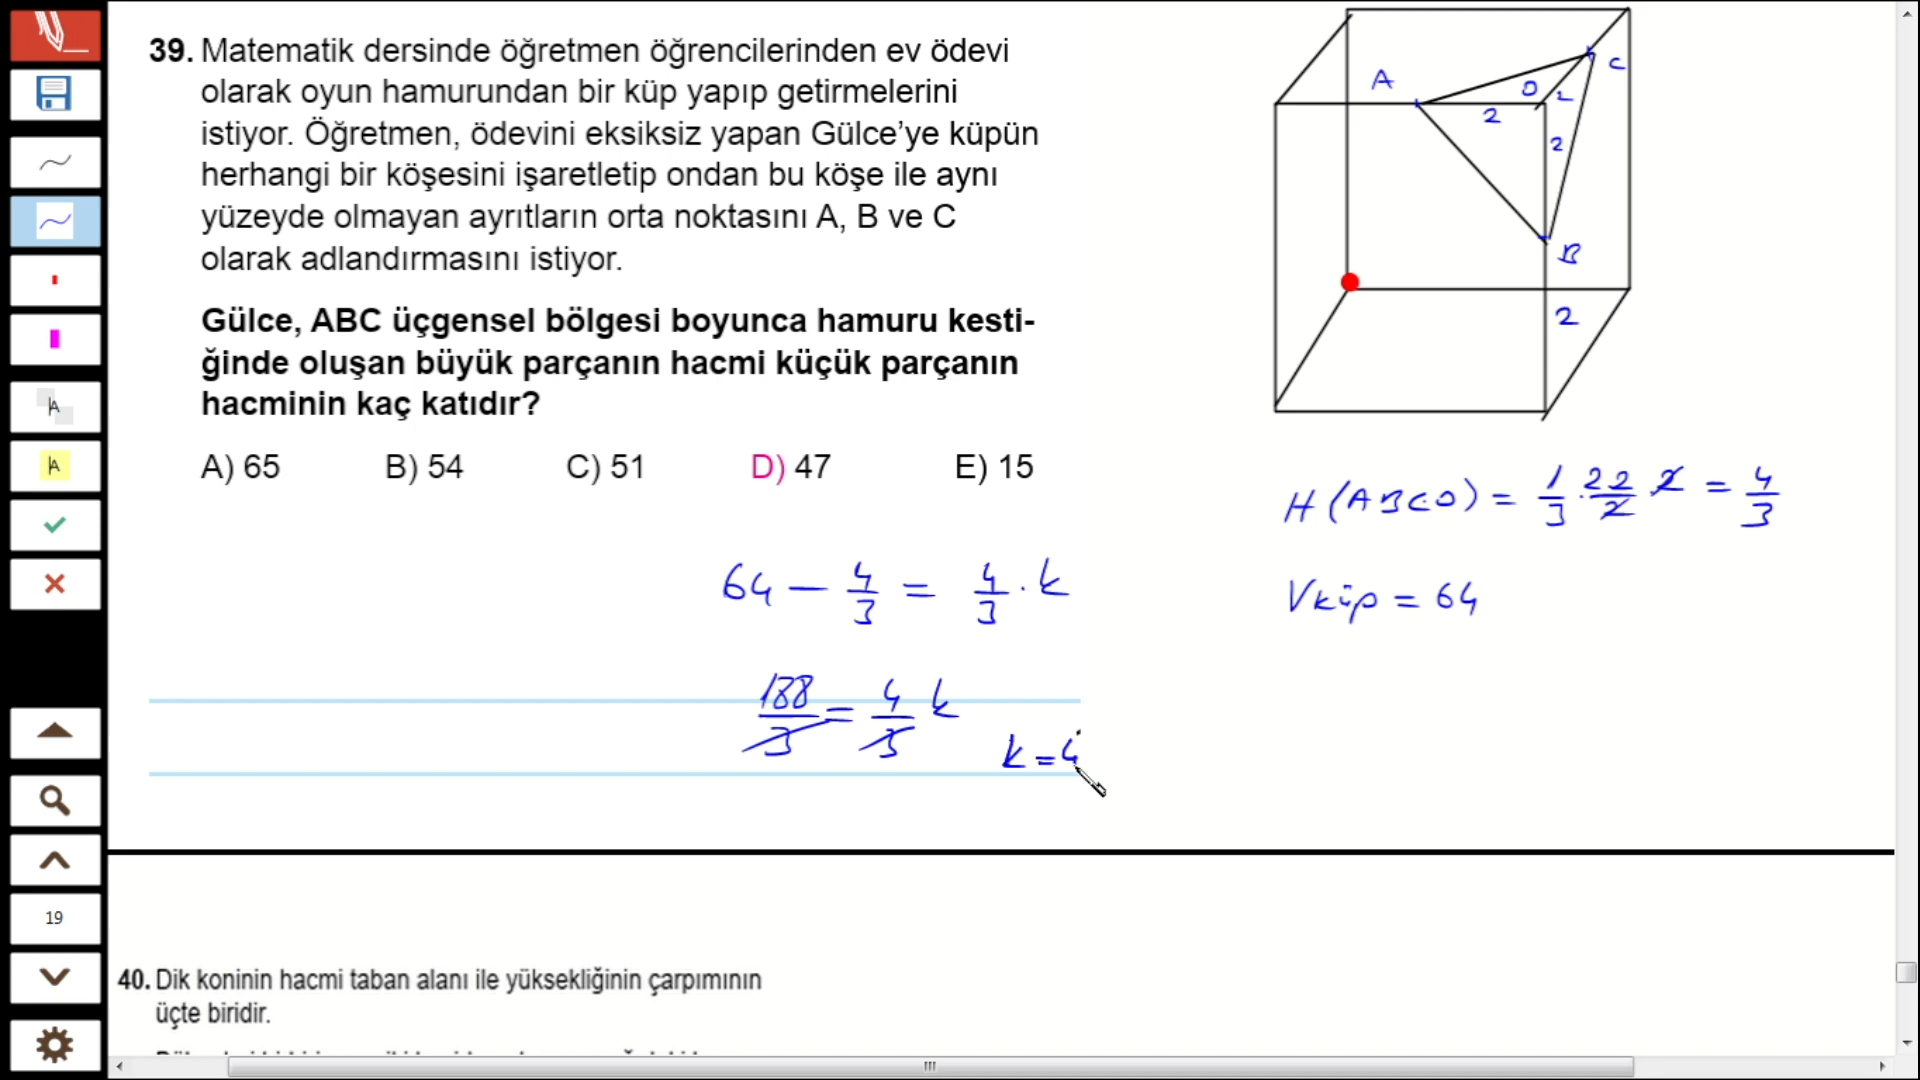 39. Matematik dersinde öğretmen öğrencilerinden ev ödevi
olarak oyun hamurundan bir küp yapıp getirmelerini
istiyor. Öğretmen, ödevini eksiksiz yapan Gülce’ye küpün
herhangi bir köşesini işaretletip ondan bu köşe ile aynı
yüzeyde olmayan ayrıtların orta noktasını A, B ve C
olarak adlandırmasını istiyor.
Gülce, ABC üçgensel bölgesi boyunca hamuru kesti-
ğinde oluşan büyük parçanın hacmi küçük parçanın
hacminin kaç katıdır?
A) 65 B) 54 C) 51 D) 47 E) 15
A
C
O
2
2
2
B
2
H(ABCO) = 1/3 · 2 2/2 2 = 4/3
Vküp = 64
64 – 4/3 = 4/3 · k
188/3 = 4/3 k
k = 4
40. Dik koninin hacmi taban alanı ile yüksekliğinin çarpımının
üçte biridir.
A
A
19